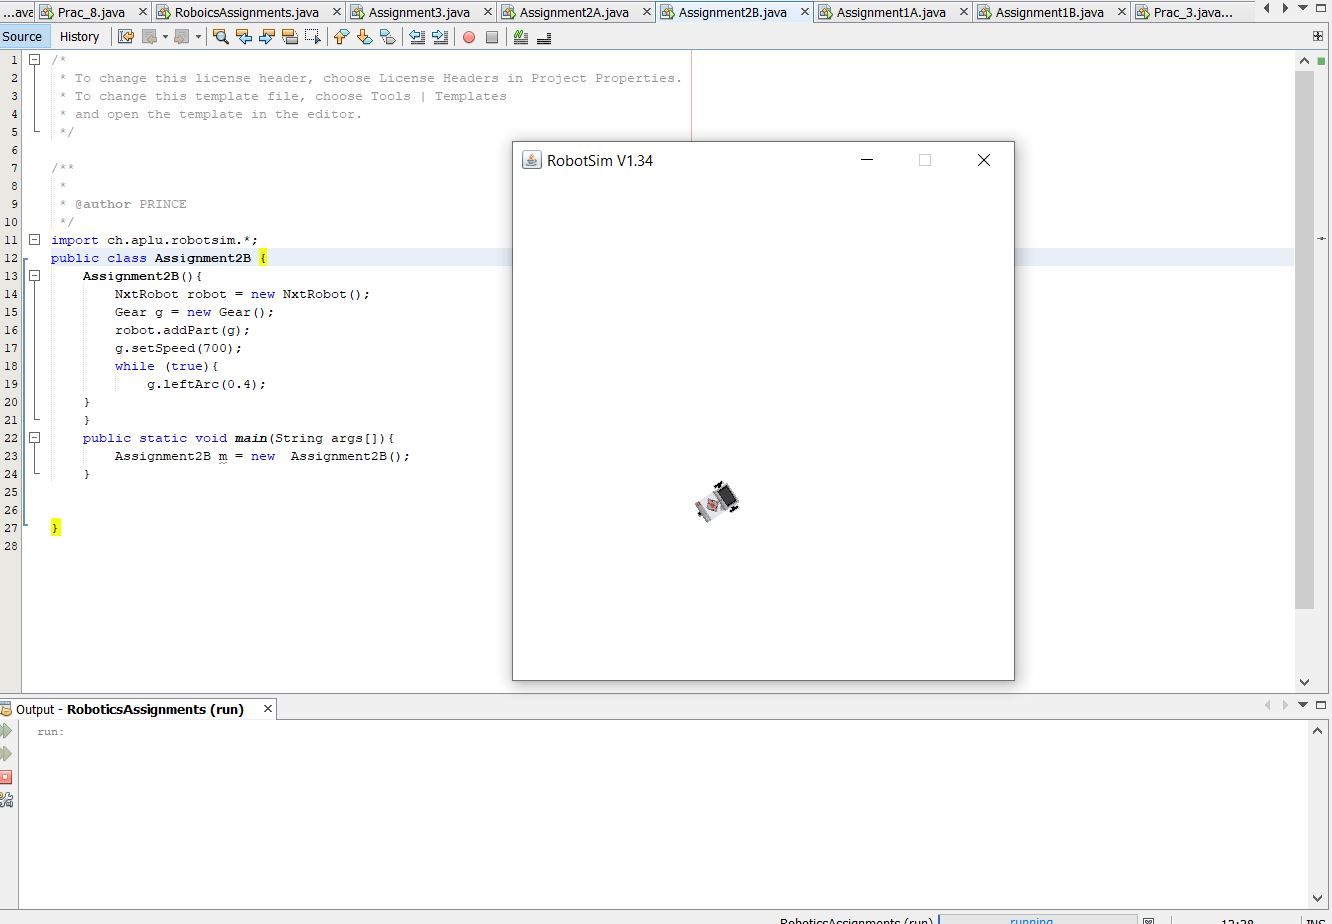 ...ava Prac_8.java RoboicsAssignments.java Assignment3.java Assignment2A.java Assignment2B.java Assignment1A.java Assignment1B.java Prac_3.java...
Source History
1 /*
2 * To change this license header, choose License Headers in Project Properties.
3 * To change this template file, choose Tools | Templates
4 * and open the template in the editor.
5 */
6
7 /**
8 *
9 * @author PRINCE
10 */
11 import ch.aplu.robotsim.*;
12 public class Assignment2B {
13 Assignment2B(){
14 NxtRobot robot = new NxtRobot();
15 Gear g = new Gear();
16 robot.addPart(g);
17 g.setSpeed(700);
18 while (true){
19 g.leftArc(0.4);
20 }
21 }
22 public static void main(String args[]){
23 Assignment2B m = new  Assignment2B();
24 }
25
26
27 }
28
RobotSim V1.34
Output - RoboticsAssignments (run)
run:
RoboticsAssignments (run) running 12:28 INS